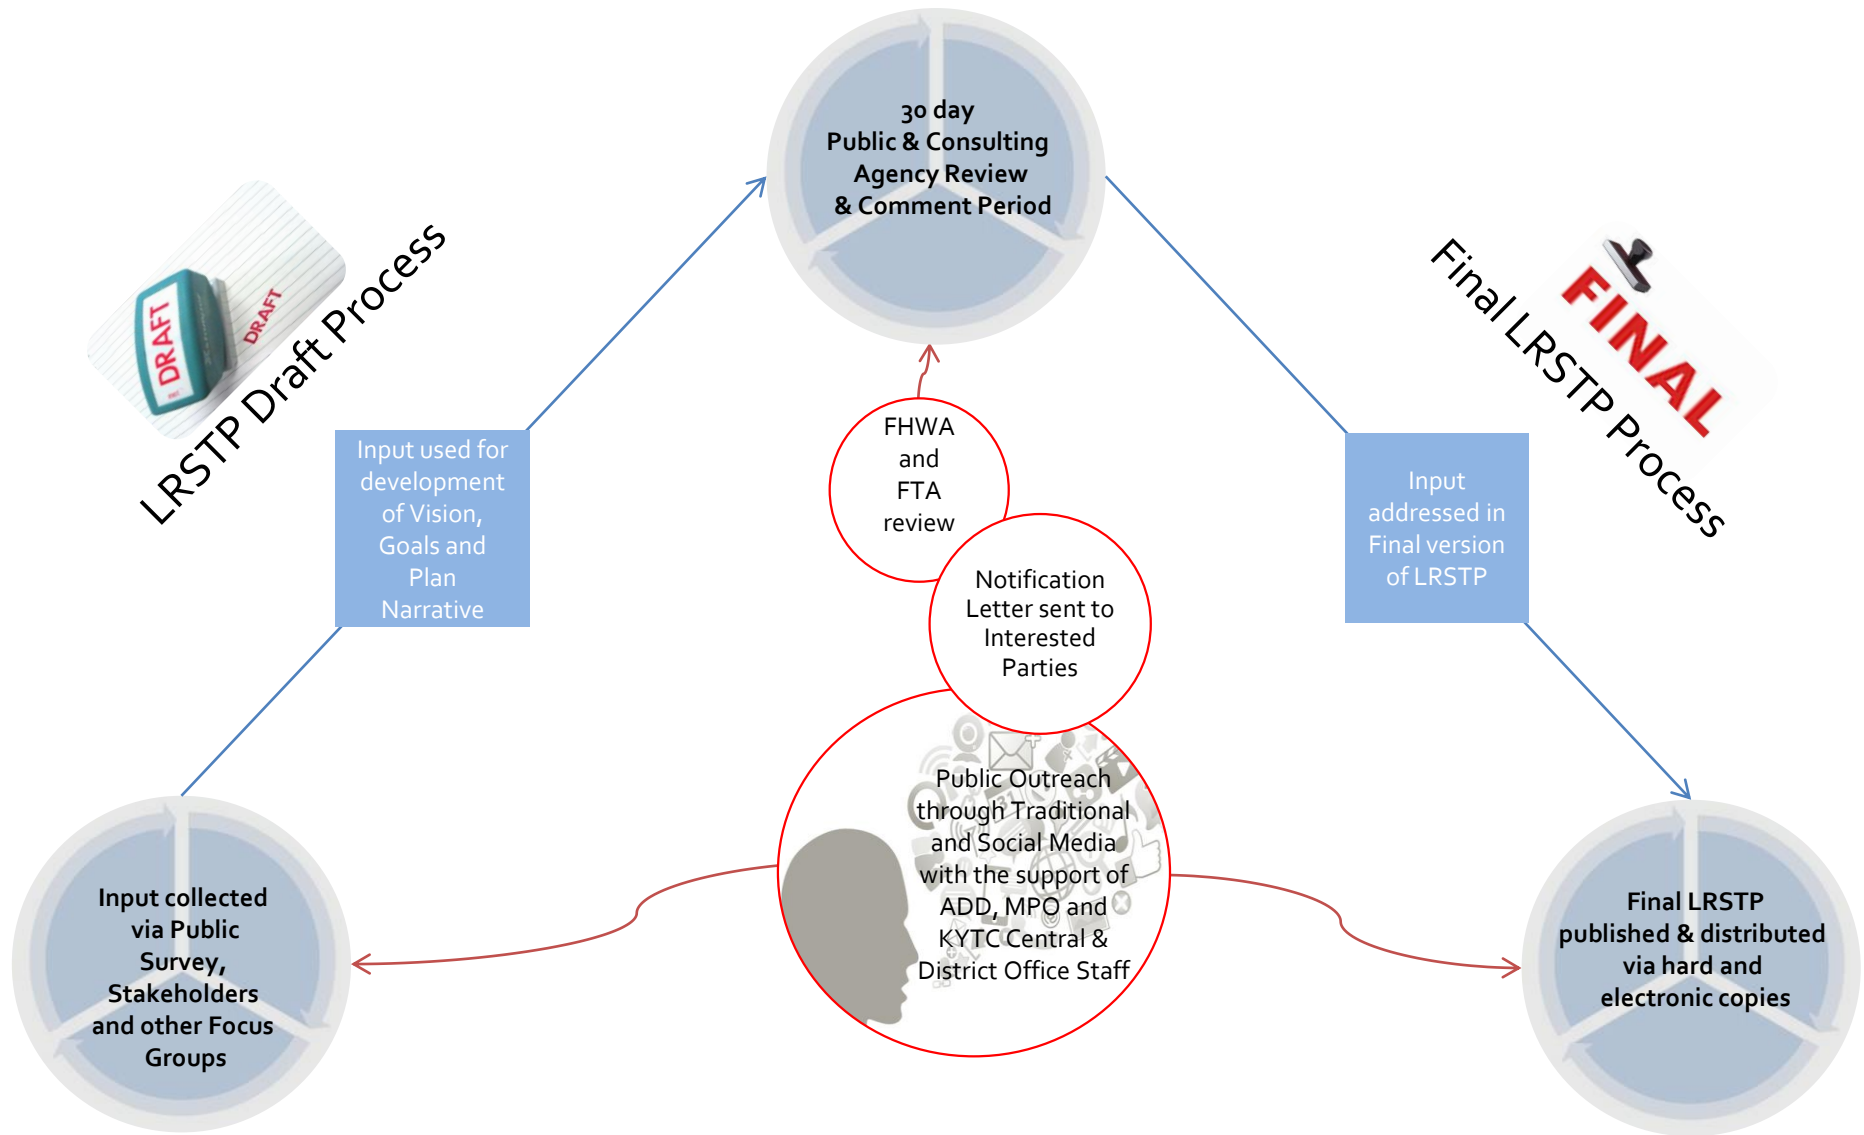 30 day
Public & Consulting
Agency Review
& Comment Period
LRSTP Draft Process
DRAFT
DRAFT
Final LRSTP Process
FINAL
Input used for
development
of Vision,
Goals and
Plan
Narrative
FHWA
and
FTA
review
Input
addressed in
Final version
of LRSTP
Notification
Letter sent to
Interested
Parties
Public Outreach
through Traditional
and Social Media
with the support of
ADD, MPO and
KYTC Central &
District Office Staff
31
Input collected
via Public
Survey,
Stakeholders
and other Focus
Groups
Final LRSTP
published & distributed
via hard and
electronic copies